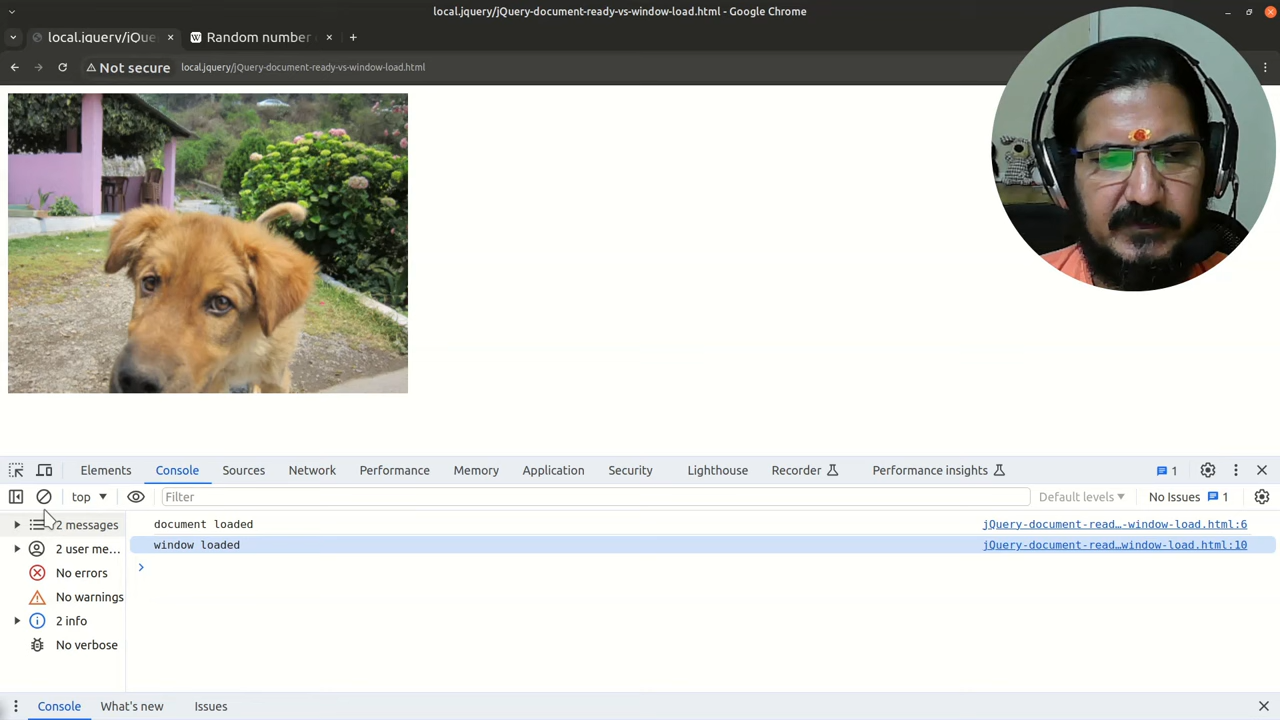 local.jquery/jQuery-document-ready-vs-window-load.html - Google Chrome
local.jquery/jQue
Random number
Not secure
local.jquery/jQuery-document-ready-vs-window-load.html
Elements
Console
Sources
Network
Performance
Memory
Application
Security
Lighthouse
Recorder
Performance insights
1
top
Filter
Default levels
No Issues
1
2 messages
document loaded
jQuery-document-read…-window-load.html:6
2 user me…
window loaded
jQuery-document-read…window-load.html:10
No errors
No warnings
2 info
No verbose
Console
What's new
Issues